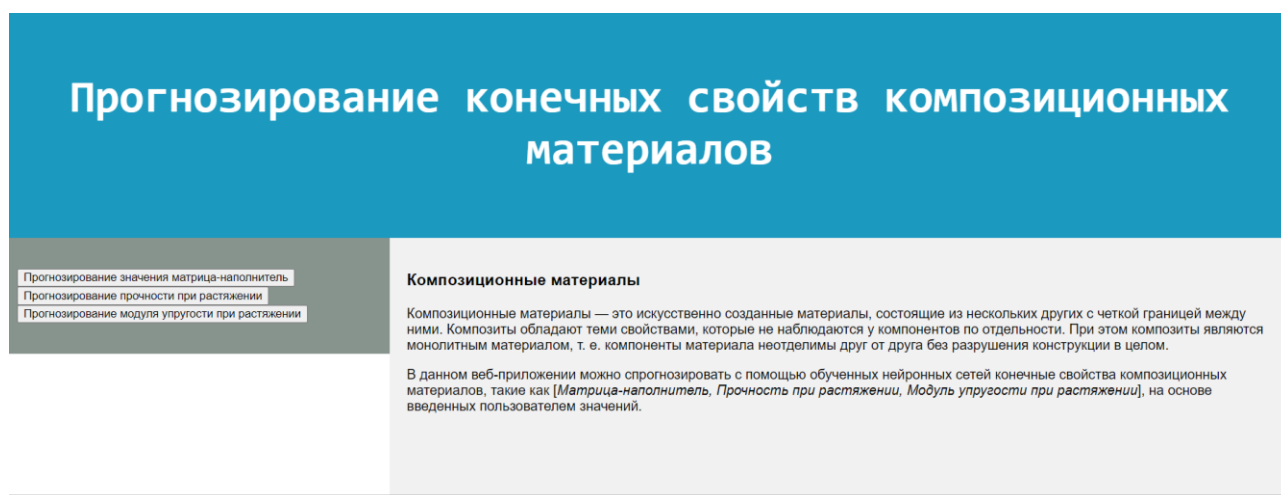 Прогнозирование конечных свойств композиционных
материалов
Прогнозирование значения матрица-наполнитель
Прогнозирование прочности при растяжении
Прогнозирование модуля упругости при растяжении
Композиционные материалы
Композиционные материалы — это искусственно созданные материалы, состоящие из нескольких других с четкой границей между
ними. Композиты обладают теми свойствами, которые не наблюдаются у компонентов по отдельности. При этом композиты являются
монолитным материалом, т. е. компоненты материала неотделимы друг от друга без разрушения конструкции в целом.
В данном веб-приложении можно спрогнозировать с помощью обученных нейронных сетей конечные свойства композиционных
материалов, такие как [Матрица-наполнитель, Прочность при растяжении, Модуль упругости при растяжении], на основе
введенных пользователем значений.